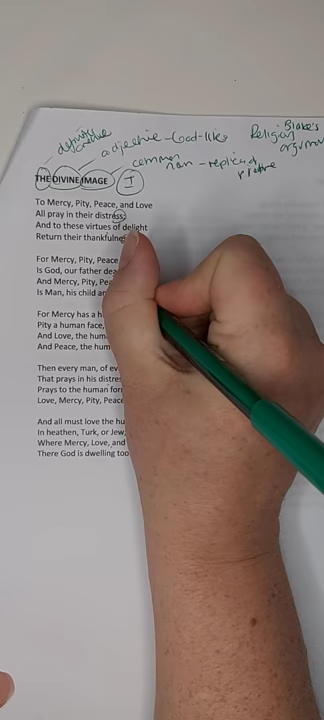 Blake's
definite Religious
article adjective - God-like argum
common
noun - replicated
picture
THE DIVINE IMAGE I
To Mercy, Pity, Peace, and Love
All pray in their distress;
And to these virtues of delight
Return their thankfulne
For Mercy, Pity, Peace
Is God, our father dea
And Mercy, Pity, Pea
Is Man, his child an
For Mercy has a h
Pity a human face,
And Love, the hum
And Peace, the hum
Then every man, of ev
That prays in his distre
Prays to the human for
Love, Mercy, Pity, Peace
And all must love the hu
In heathen, Turk, or Jew,
Where Mercy, Love, and
There God is dwelling too